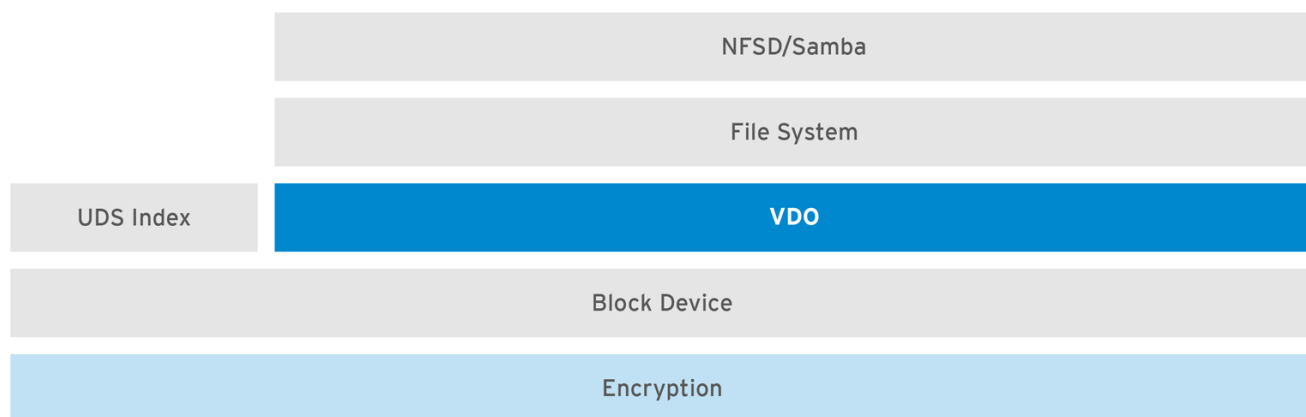 NFSD/Samba
File System
UDS Index
VDO
Block Device
Encryption